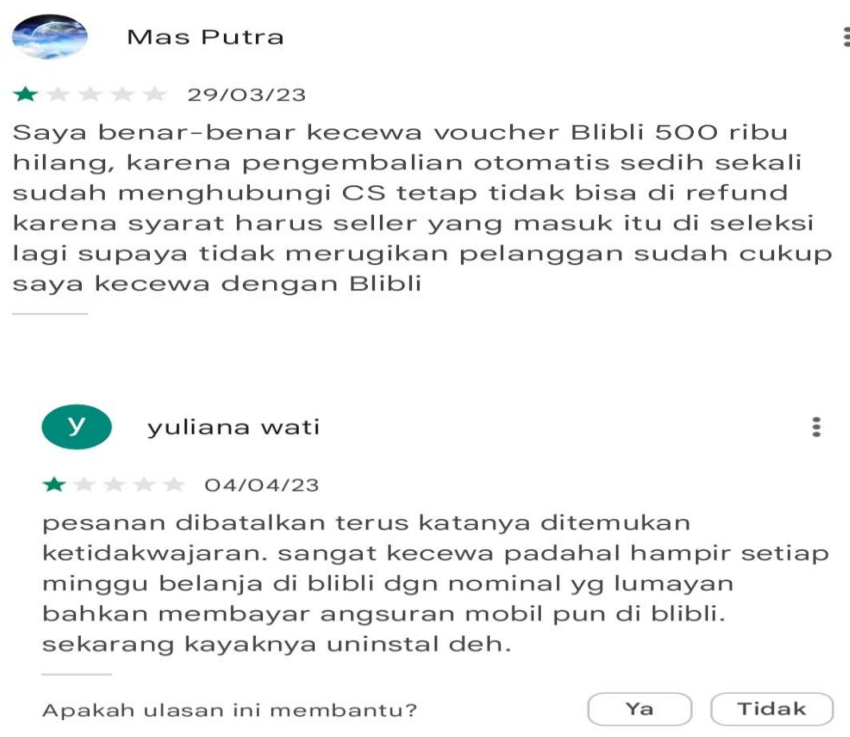 Mas Putra
29/03/23
Saya benar-benar kecewa voucher Blibli 500 ribu
hilang, karena pengembalian otomatis sedih sekali
sudah menghubungi CS tetap tidak bisa di refund
karena syarat harus seller yang masuk itu di seleksi
lagi supaya tidak merugikan pelanggan sudah cukup
saya kecewa dengan Blibli
y
yuliana wati
04/04/23
pesanan dibatalkan terus katanya ditemukan
ketidakwajaran. sangat kecewa padahal hampir setiap
minggu belanja di blibli dgn nominal yg lumayan
bahkan membayar angsuran mobil pun di blibli.
sekarang kayaknya uninstal deh.
Apakah ulasan ini membantu? Ya Tidak